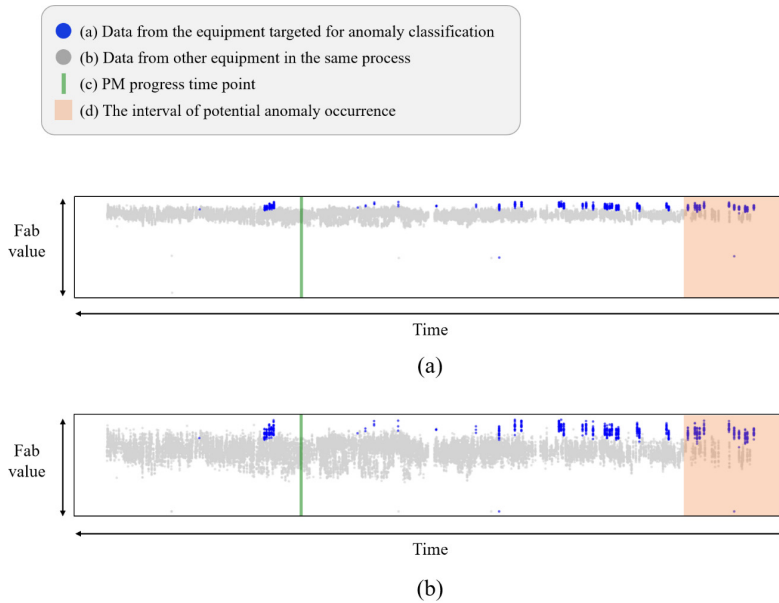 (a) Data from the equipment targeted for anomaly classification
(b) Data from other equipment in the same process
(c) PM progress time point
(d) The interval of potential anomaly occurrence
Fab
value
Time
(a)
Fab
value
Time
(b)